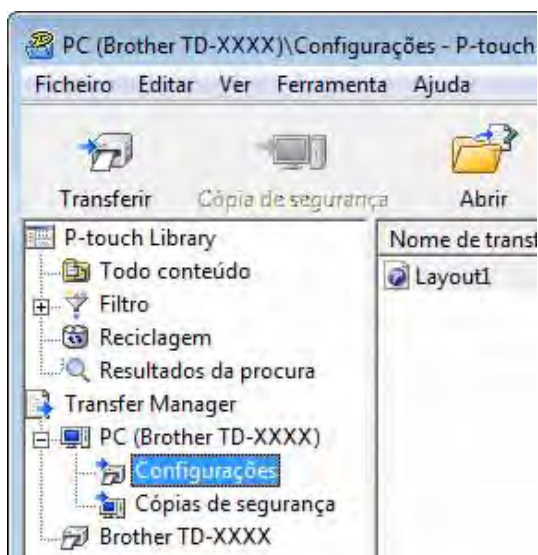 PC (Brother TD-XXXX)\Configurações - P-touch
Ficheiro Editar Ver Ferramenta Ajuda
Transferir Cópia de segurança Abrir
P-touch Library
Todo conteúdo
Filtro
Reciclagem
Resultados da procura
Transfer Manager
PC (Brother TD-XXXX)
Configurações
Cópias de segurança
Brother TD-XXXX
Nome de transf
Layout1